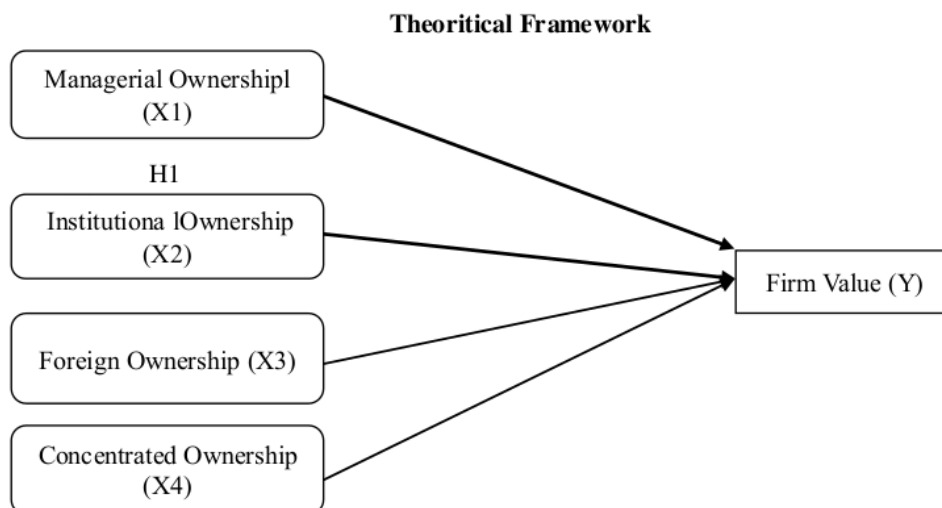 Theoritical Framework
Managerial Ownershipl
(X1)
H1
Institutiona lOwnership
(X2)
Firm Value (Y)
Foreign Ownership (X3)
Concentrated Ownership
(X4)